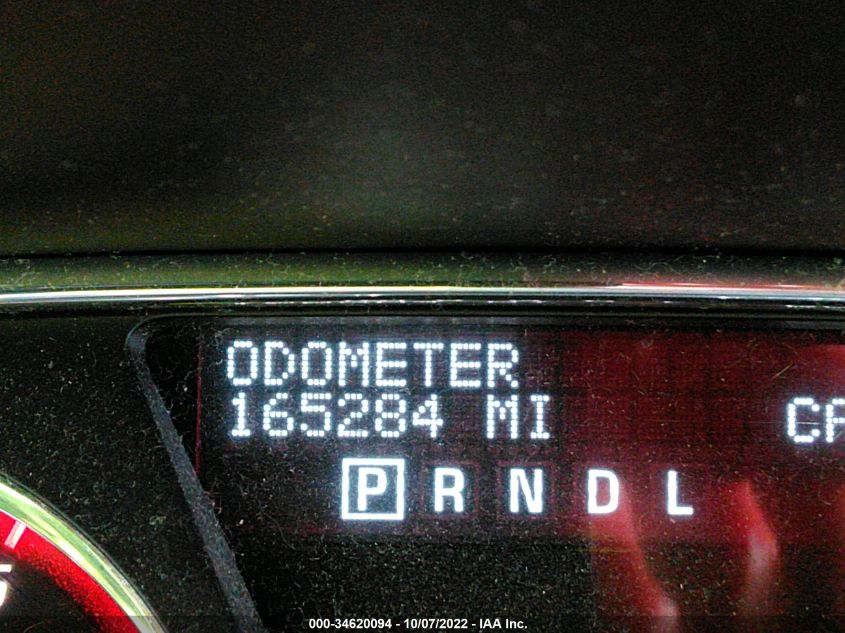 ODOMETER
165284 MI
P R N D L
000-34620094 - 10/07/2022 - IAA Inc.